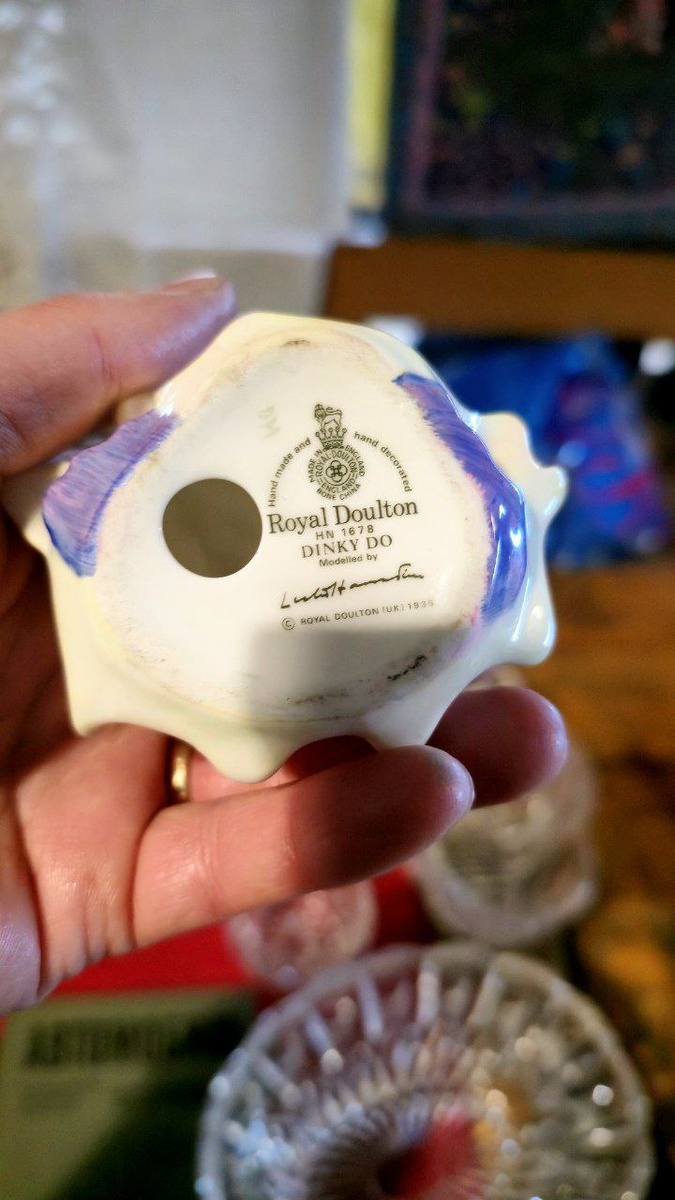 Hand made and hand decorated
MADE IN ENGLAND
ROYAL DOULTON
ENGLAND
BONE CHINA
Royal Doulton
HN 1678
DINKY DO
Modelled by
© ROYAL DOULTON (UK) 1935